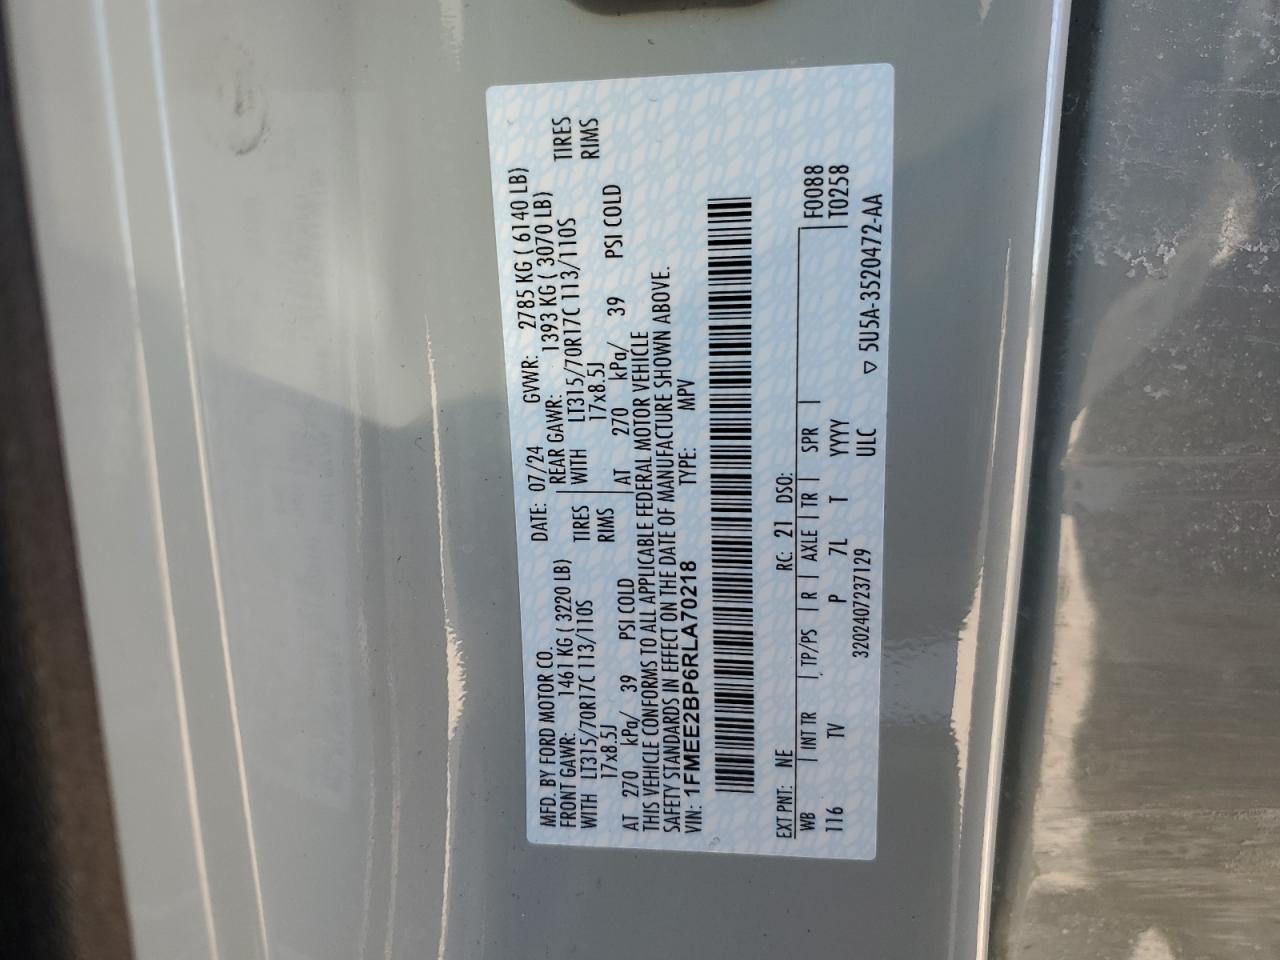 MFD. BY FORD MOTOR CO. DATE: 07/24 GVWR: 2785 KG ( 6140 LB)
FRONT GAWR: 1461 KG ( 3220 LB) REAR GAWR: 1393 KG ( 3070 LB)
WITH LT315/70R17C 113/110S TIRES WITH LT315/70R17C 113/110S TIRES
17x8.5J RIMS 17x8.5J RIMS
AT 270 kPa/ 39 PSI COLD AT 270 kPa/ 39 PSI COLD
THIS VEHICLE CONFORMS TO ALL APPLICABLE FEDERAL MOTOR VEHICLE
SAFETY STANDARDS IN EFFECT ON THE DATE OF MANUFACTURE SHOWN ABOVE.
VIN: 1FMEE2BP6RLA70218 TYPE: MPV
EXT PNT: NE RC: 21 DSO: F0088
WB | INT TR | TP/PS | R | AXLE | TR | SPR | T0258
116 TV P 7L T YYYY
3202407237129 ULC ▽ 5U5A-3520472-AA